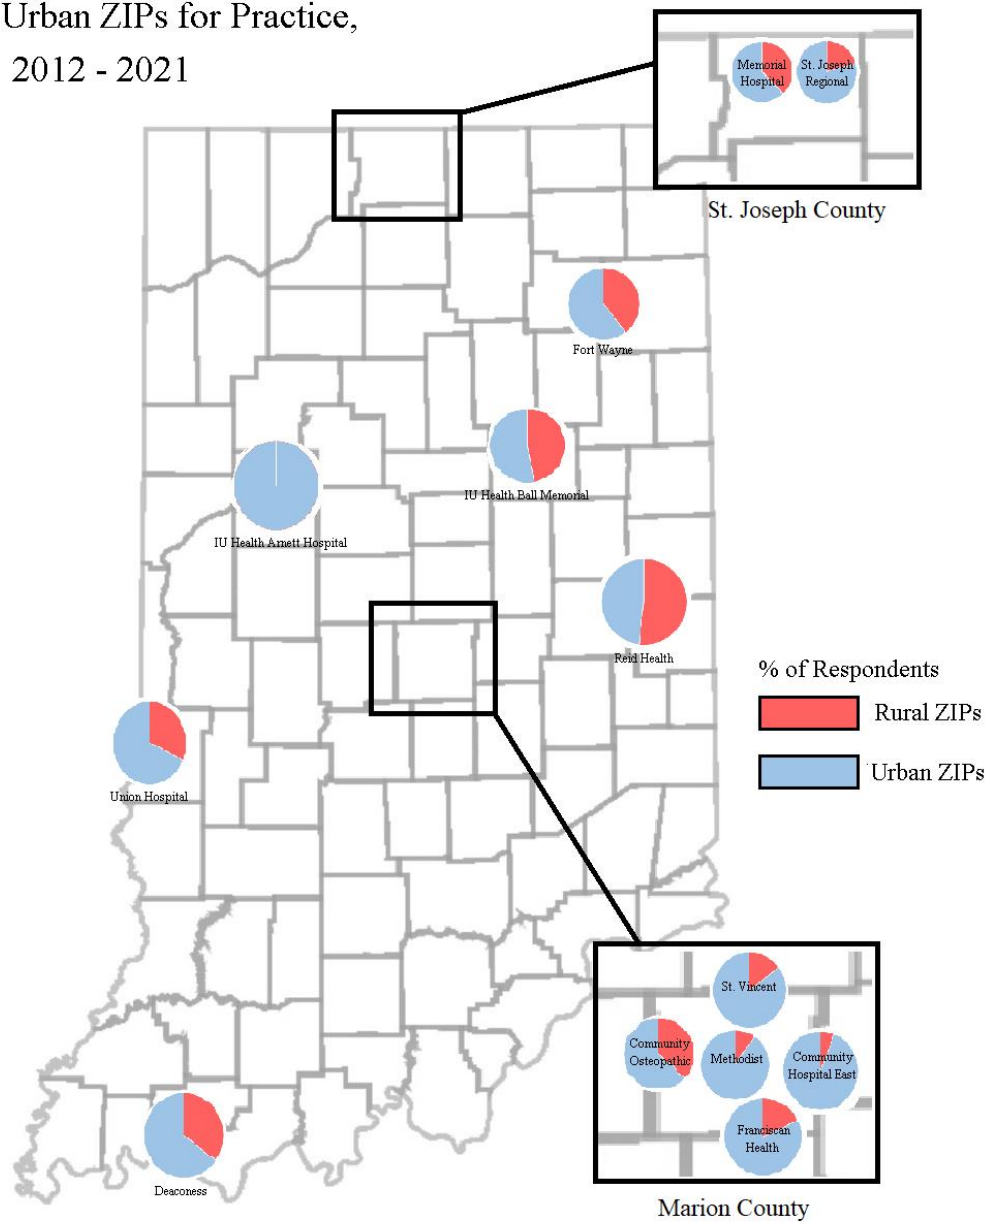 Urban ZIPs for Practice,
2012 - 2021
Memorial
Hospital
St. Joseph
Regional
St. Joseph County
Fort Wayne
IU Health Ball Memorial
IU Health Arnett Hospital
Reid Health
% of Respondents
Rural ZIPs
Urban ZIPs
Union Hospital
St. Vincent
Community
Osteopathic
Methodist
Community
Hospital East
Franciscan
Health
Deaconess
Marion County